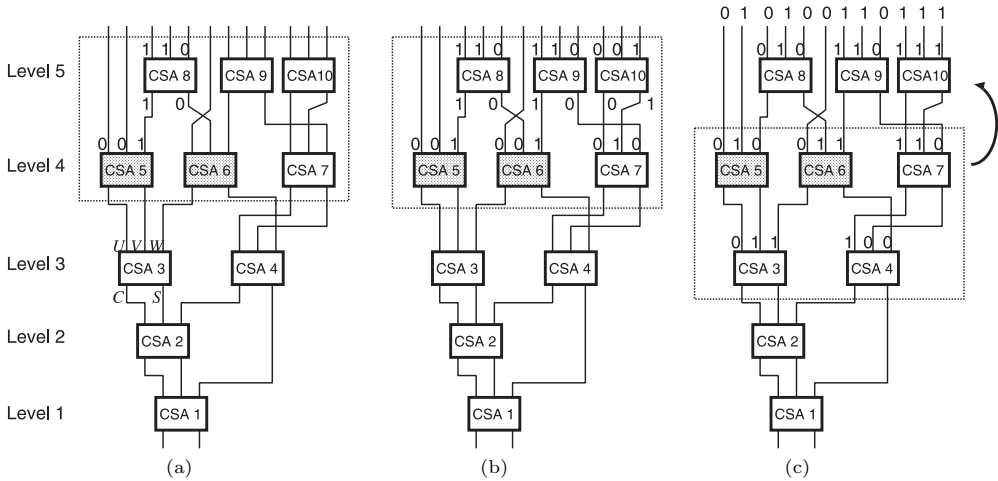 0 1 0 1 0 0 0 1 1 1 1 1
1 1 0 1 1 0 1 1 0 0 0 1 0 1 0 0 1 1 1 1 1
Level 5 CSA 8 CSA 9 CSA10 CSA 8 CSA 9 CSA10 CSA 8 CSA 9 CSA10
1 0 1 0 1 0 0 1
0 0 1 0 0 1 0 0 1 0 1 0 0 1 0 0 1 1 1 1 0
Level 4 CSA 5 CSA 6 CSA 7 CSA 5 CSA 6 CSA 7 CSA 5 CSA 6 CSA 7
U V W 0 1 1 1 0 0
Level 3 CSA 3 CSA 4 CSA 3 CSA 4 CSA 3 CSA 4
C S
Level 2 CSA 2 CSA 2 CSA 2
Level 1 CSA 1 CSA 1 CSA 1
(a) (b) (c)